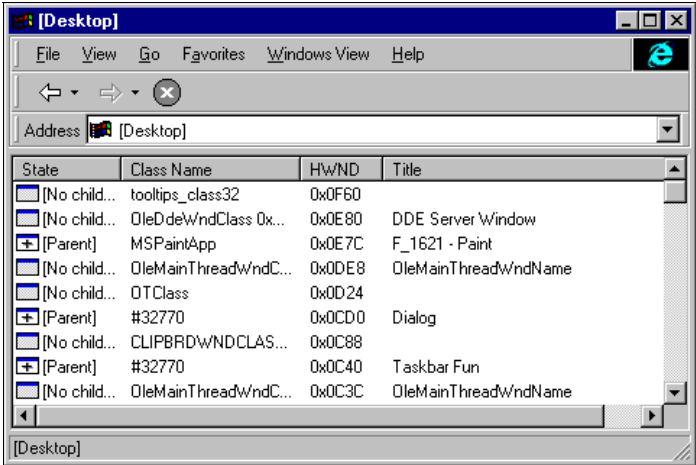 [Desktop]
File View Go Favorites Windows View Help
Address [Desktop]
State Class Name HWND Title
[No child... tooltips_class32 0x0F60
[No child... OleDdeWndClass 0x... 0x0E80 DDE Server Window
[Parent] MSPaintApp 0x0E7C F_1621 - Paint
[No child... OleMainThreadWndC... 0x0DE8 OleMainThreadWndName
[No child... OTClass 0x0D24
[Parent] #32770 0x0CD0 Dialog
[No child... CLIPBRDWNDCLAS... 0x0C88
[Parent] #32770 0x0C40 Taskbar Fun
[No child... OleMainThreadWndC... 0x0C3C OleMainThreadWndName
[Desktop]